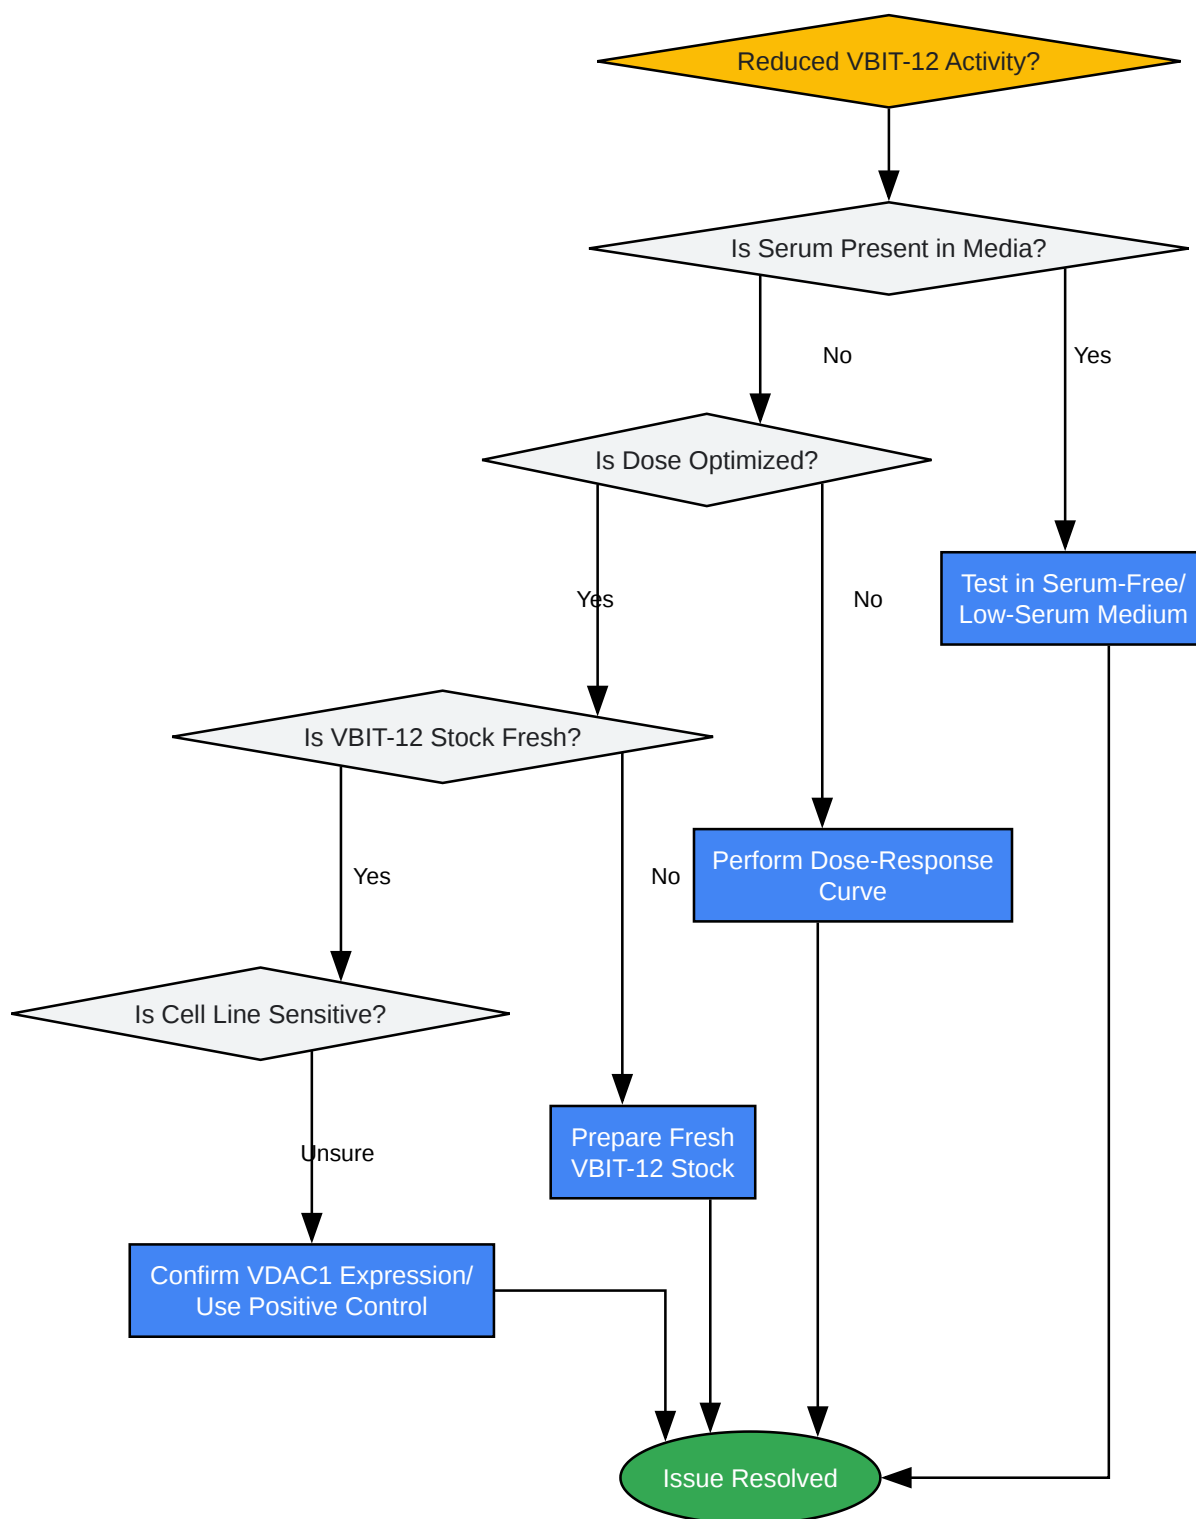 Reduced VBIT-12 Activity?
Is Serum Present in Media?
No
Yes
Is Dose Optimized?
Test in Serum-Free/
Low-Serum Medium
Yes
No
Is VBIT-12 Stock Fresh?
Perform Dose-Response
Curve
Yes
No
Is Cell Line Sensitive?
Prepare Fresh
VBIT-12 Stock
Unsure
Confirm VDAC1 Expression/
Use Positive Control
Issue Resolved